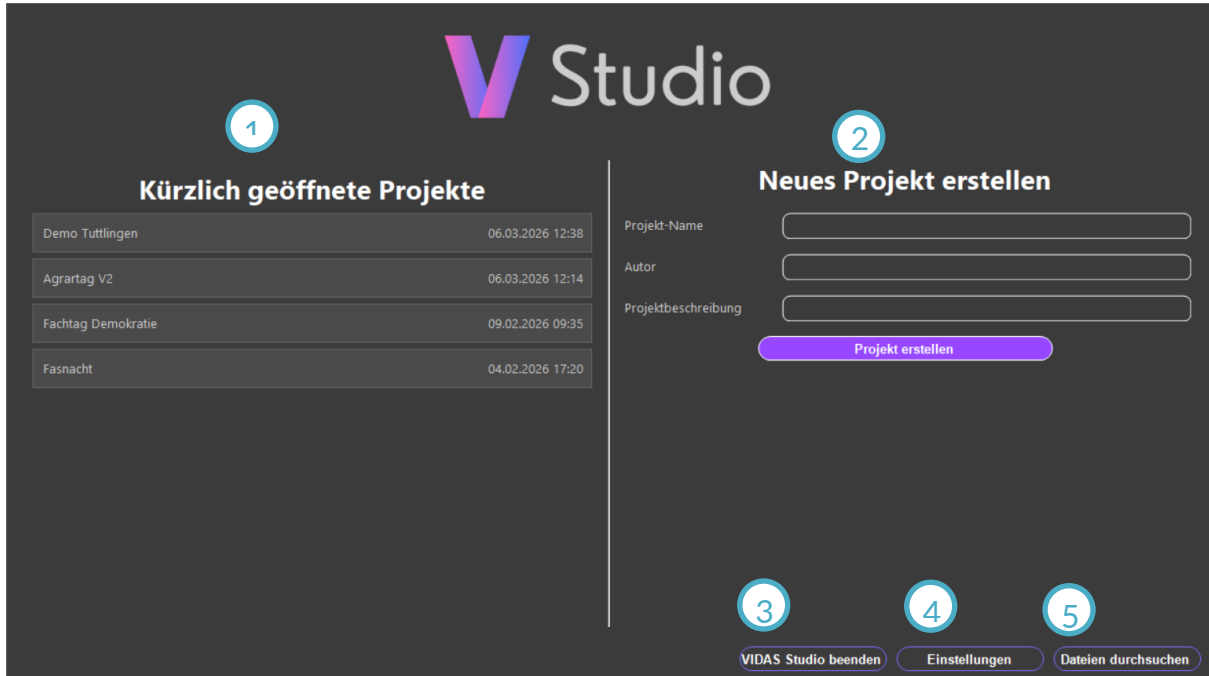 V Studio
1
Kürzlich geöffnete Projekte
Demo Tuttlingen 06.03.2026 12:38
Agrartag V2 06.03.2026 12:14
Fachtag Demokratie 09.02.2026 09:35
Fasnacht 04.02.2026 17:20
2
Neues Projekt erstellen
Projekt-Name
Autor
Projektbeschreibung
Projekt erstellen
3
4
5
VIDAS Studio beenden
Einstellungen
Dateien durchsuchen